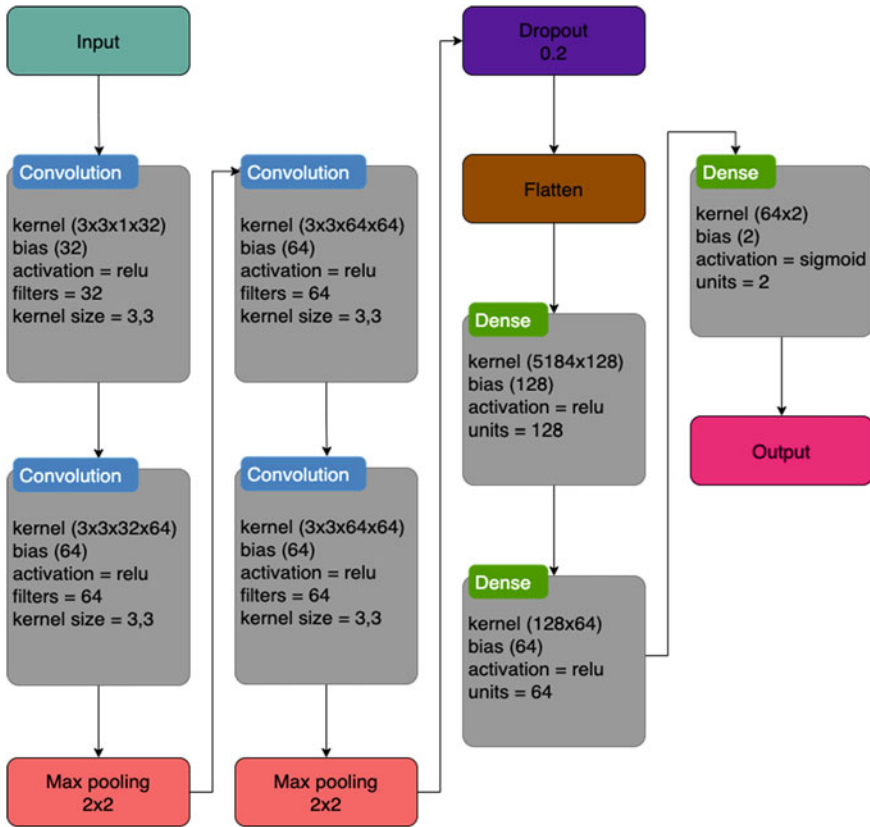 Input
Convolution
kernel (3x3x1x32)
bias (32)
activation = relu
filters = 32
kernel size = 3,3
Convolution
kernel (3x3x32x64)
bias (64)
activation = relu
filters = 64
kernel size = 3,3
Max pooling
2x2
Convolution
kernel (3x3x64x64)
bias (64)
activation = relu
filters = 64
kernel size = 3,3
Convolution
kernel (3x3x64x64)
bias (64)
activation = relu
filters = 64
kernel size = 3,3
Max pooling
2x2
Dropout
0.2
Flatten
Dense
kernel (5184x128)
bias (128)
activation = relu
units = 128
Dense
kernel (128x64)
bias (64)
activation = relu
units = 64
Dense
kernel (64x2)
bias (2)
activation = sigmoid
units = 2
Output